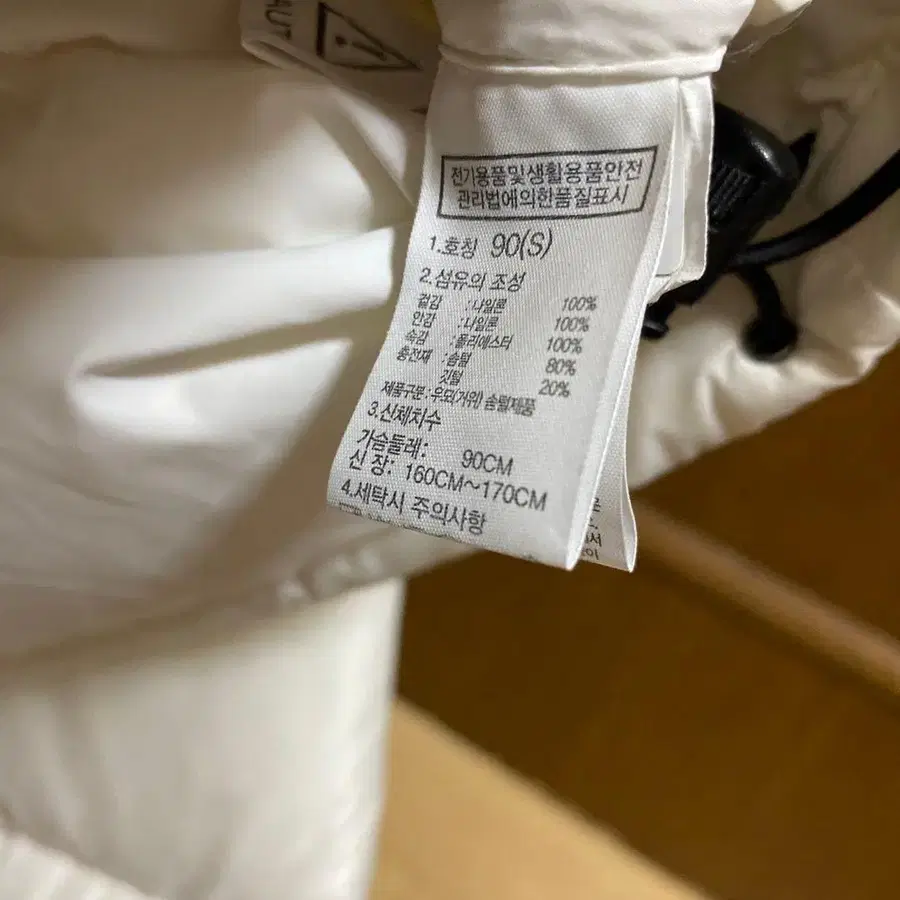 AUT
전기용품및생활용품안전
관리법에의한품질표시
1.호칭 90(S)
2.섬유의 조성
겉감 :나일론 100%
안감 :나일론 100%
속감 :폴리에스터 100%
충전재 :솜털 80%
깃털 20%
제품구분:우모(거위) 솜털제품
3.신체치수
가슴둘레: 90CM
신 장: 160CM~170CM
4.세탁시 주의사항